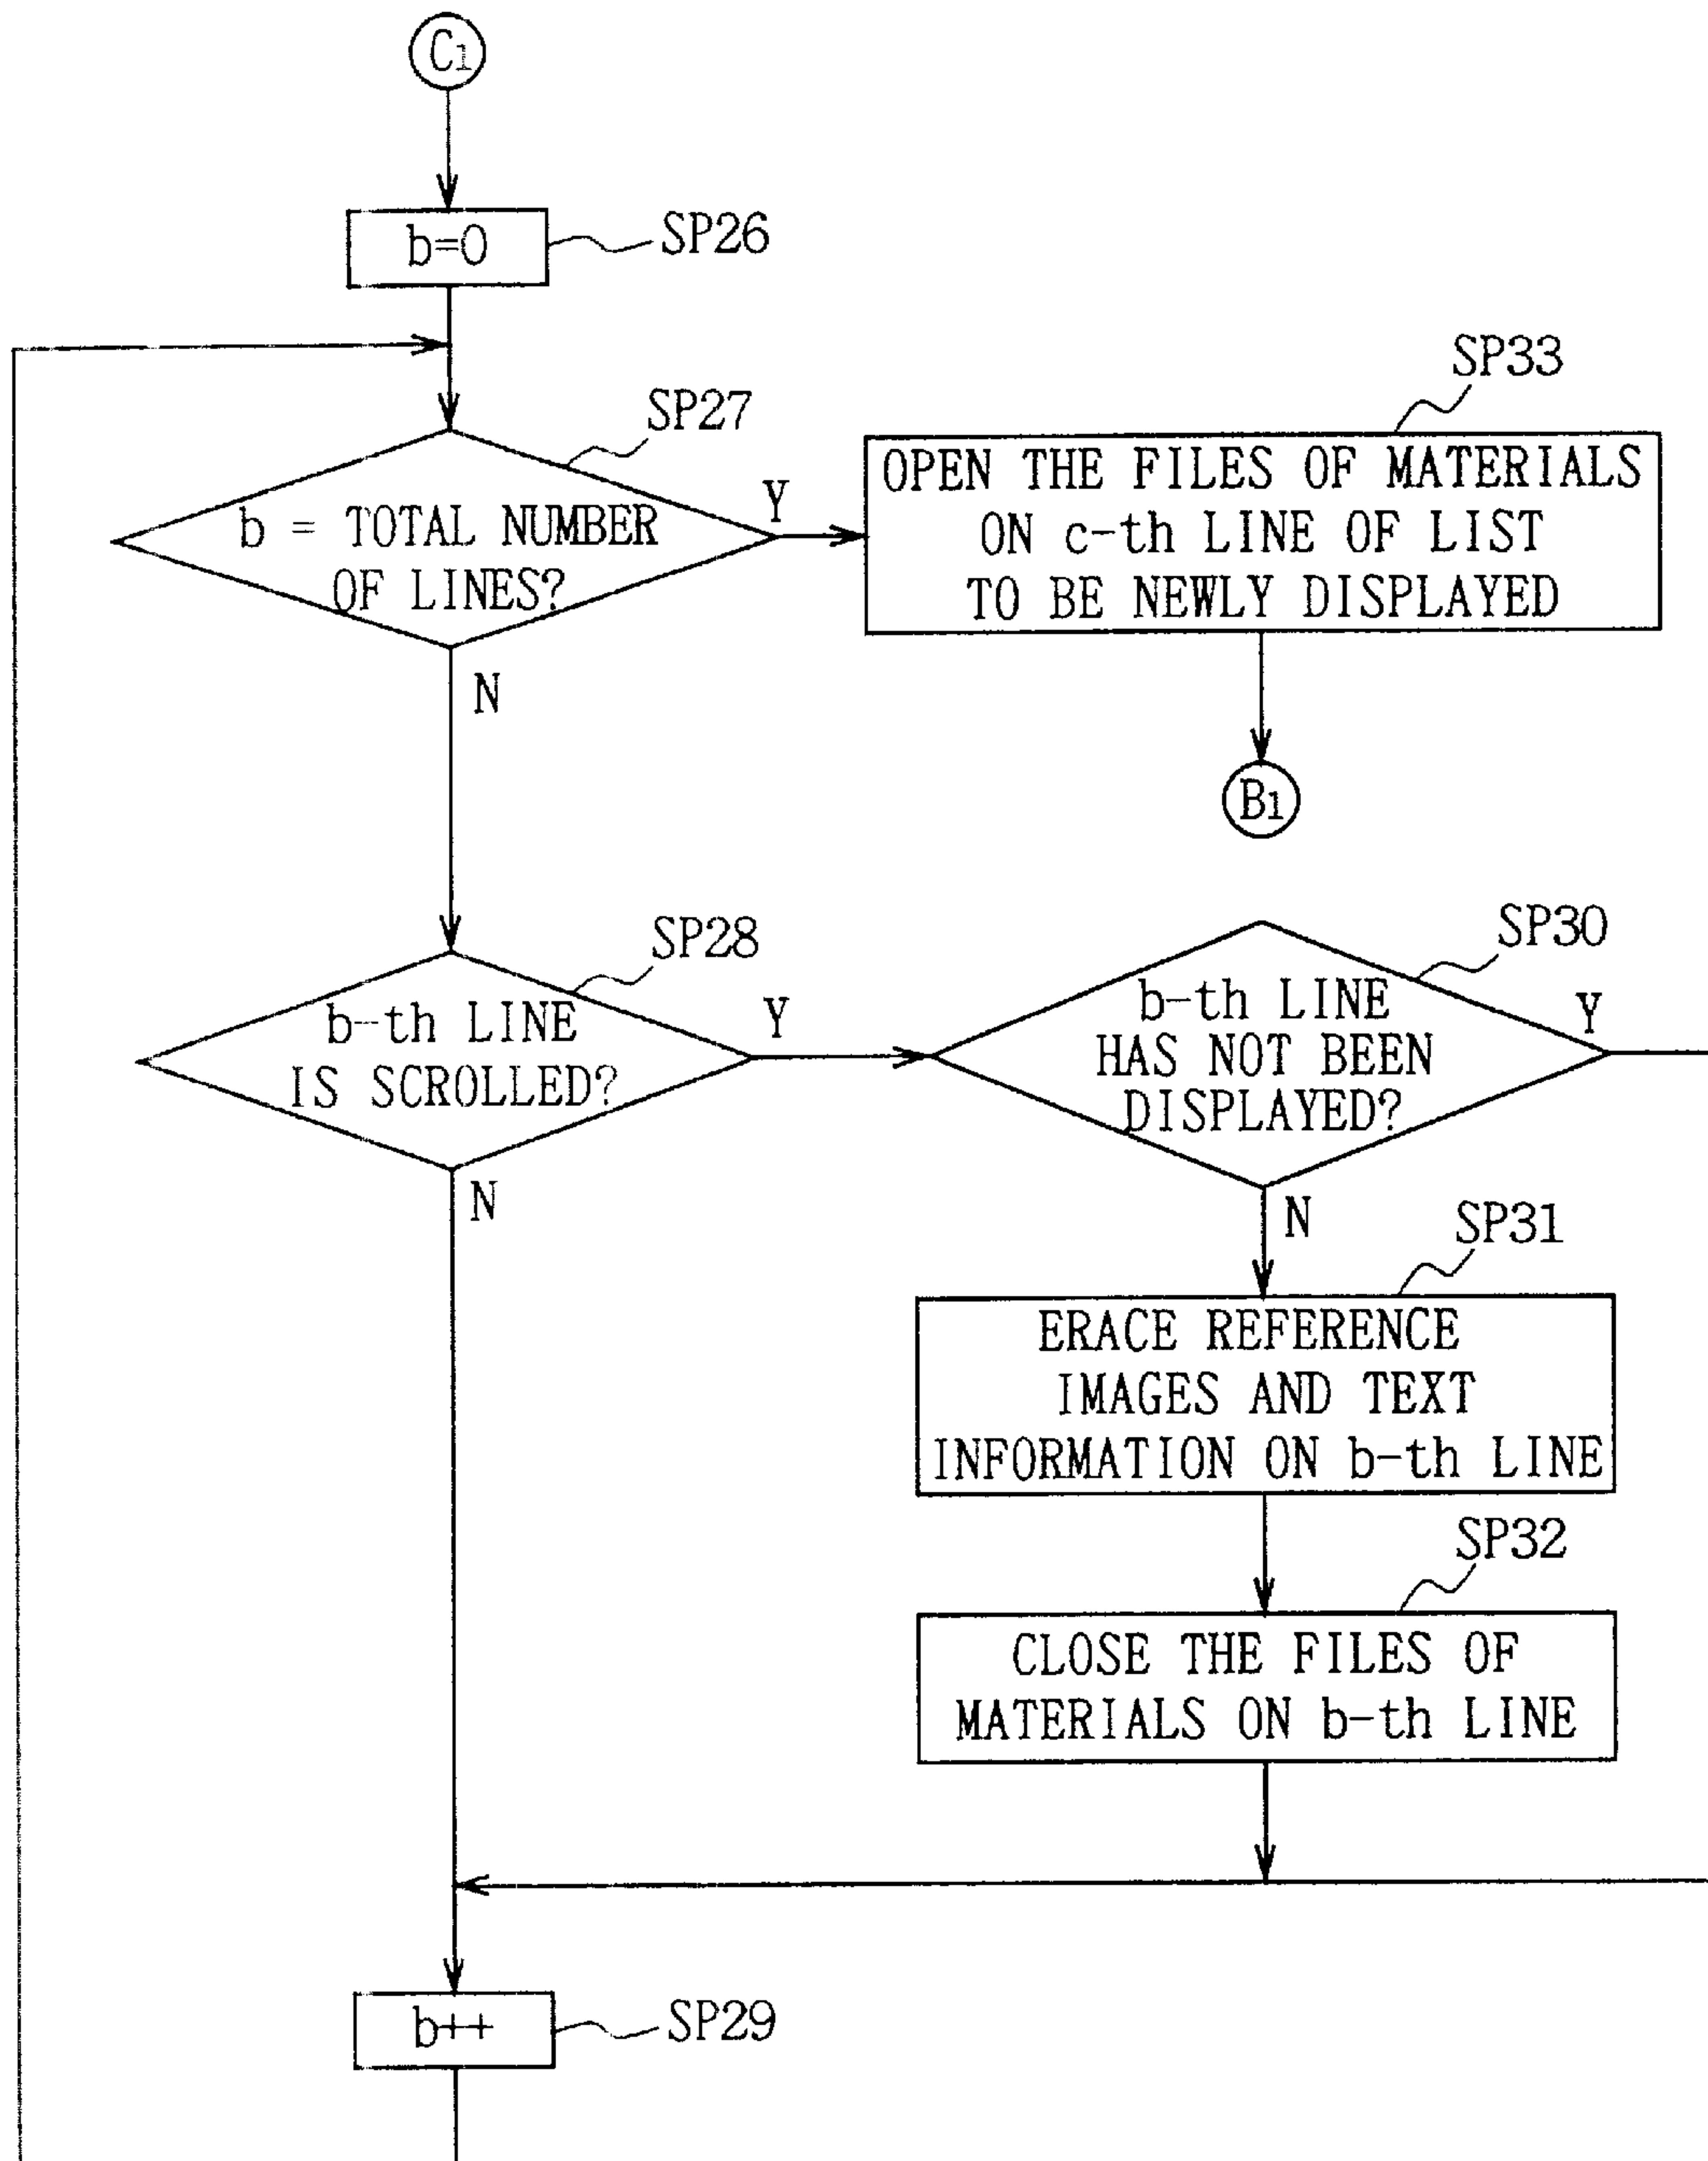 C1
b=0
SP26
SP27
b = TOTAL NUMBER
OF LINES?
Y
N
SP33
OPEN THE FILES OF MATERIALS
ON c-th LINE OF LIST
TO BE NEWLY DISPLAYED
B1
SP28
b-th LINE
IS SCROLLED?
Y
N
SP30
b-th LINE
HAS NOT BEEN
DISPLAYED?
Y
N
SP31
ERACE REFERENCE
IMAGES AND TEXT
INFORMATION ON b-th LINE
SP32
CLOSE THE FILES OF
MATERIALS ON b-th LINE
b++
SP29